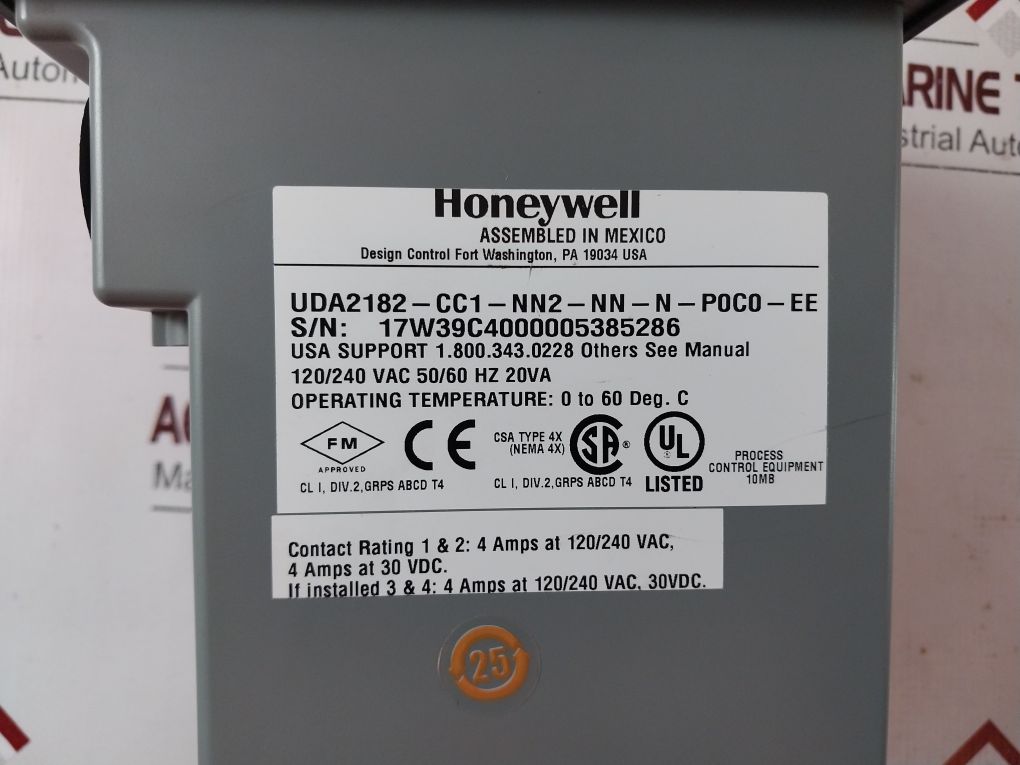 Honeywell
ASSEMBLED IN MEXICO
Design Control Fort Washington, PA 19034 USA
UDA2182-CC1-NN2-NN-N-P0C0-EE
S/N: 17W39C4000005385286
USA SUPPORT 1.800.343.0228 Others See Manual
120/240 VAC 50/60 HZ 20VA
OPERATING TEMPERATURE: 0 to 60 Deg. C
FM
APPROVED
CL I, DIV.2,GRPS ABCD T4
CE
CSA TYPE 4X
(NEMA 4X)
SA ®
CL I, DIV.2,GRPS ABCD T4
UL ®
LISTED
PROCESS
CONTROL EQUIPMENT
10MB
Contact Rating 1 & 2: 4 Amps at 120/240 VAC,
4 Amps at 30 VDC.
If installed 3 & 4: 4 Amps at 120/240 VAC, 30VDC.
25
ARINE T